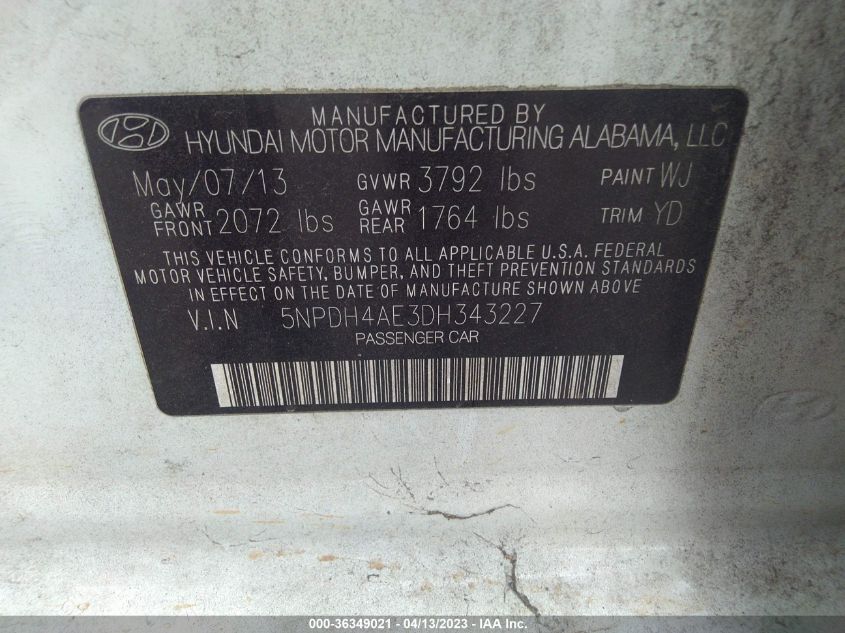 MANUFACTURED BY
HYUNDAI MOTOR MANUFACTURING ALABAMA, LLC
May/07/13 GVWR 3792 lbs PAINT WJ
GAWR FRONT 2072 lbs GAWR REAR 1764 lbs TRIM YD
THIS VEHICLE CONFORMS TO ALL APPLICABLE U.S.A. FEDERAL
MOTOR VEHICLE SAFETY, BUMPER, AND THEFT PREVENTION STANDARDS
IN EFFECT ON THE DATE OF MANUFACTURE SHOWN ABOVE
V.I.N 5NPDH4AE3DH343227
PASSENGER CAR
000-36349021 - 04/13/2023 - IAA Inc.